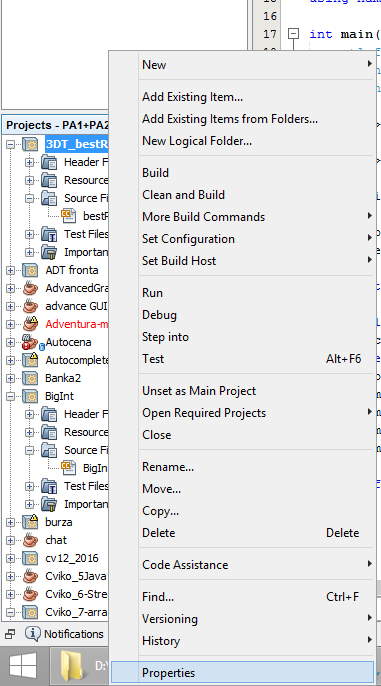 15
using nam
16
17
int main(
New
Add Existing Item...
Add Existing Items from Folders...
New Logical Folder...
Build
Clean and Build
More Build Commands
Set Configuration
Set Build Host
Run
Debug
Step into
Test Alt+F6
Unset as Main Project
Open Required Projects
Close
Rename...
Move...
Copy...
Delete Delete
Code Assistance
Find... Ctrl+F
Versioning
History
Properties
Projects - PA1+PA2
3DT_bestR
Header F
Resource
Source Fi
bestF
Test Files
Importan
ADT fronta
AdvancedGra
advance GUI
Adventura-m
Autocena
Autocomplete
Banka2
BigInt
Header F
Resource
Source Fi
BigIn
Test Files
Importan
burza
chat
cv12_2016
Cviko_5Java
Cviko_6-Stre
Cviko_7-arra
Notifications
D:\